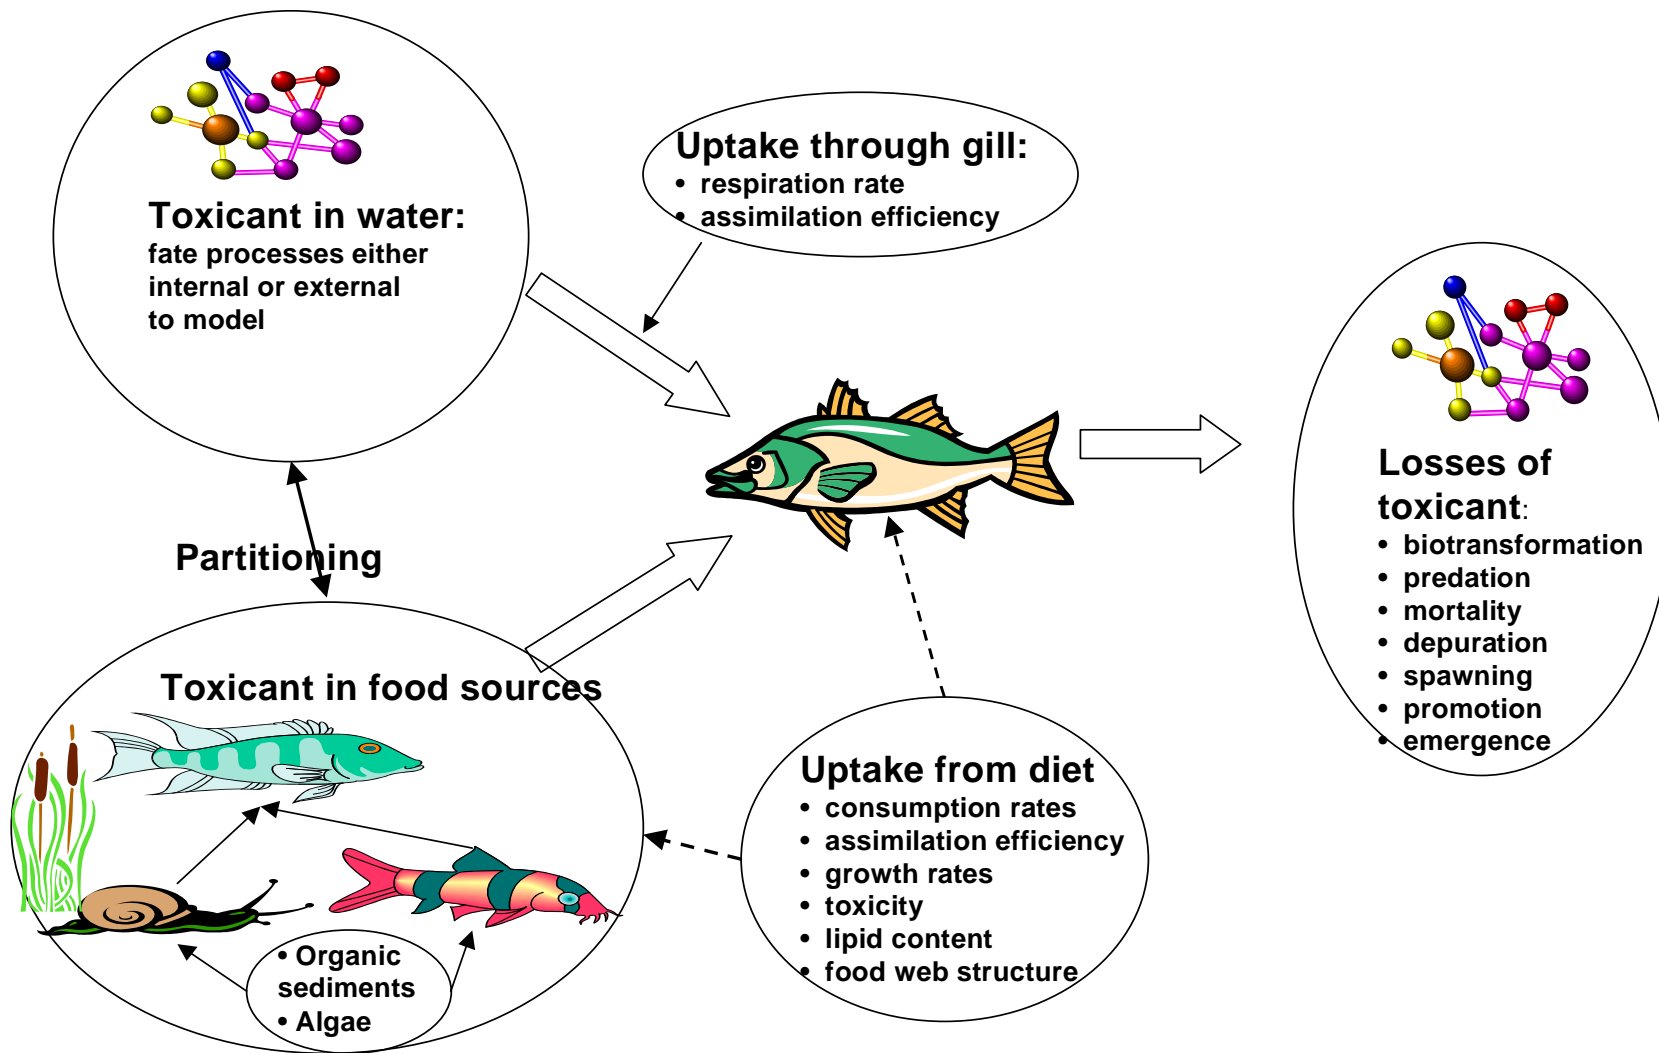 Toxicant in water:
fate processes either
internal or external
to model
Uptake through gill:
• respiration rate
• assimilation efficiency
Partitioning
Toxicant in food sources
• Organic
sediments
• Algae
Uptake from diet
• consumption rates
• assimilation efficiency
• growth rates
• toxicity
• lipid content
• food web structure
Losses of
toxicant:
• biotransformation
• predation
• mortality
• depuration
• spawning
• promotion
• emergence